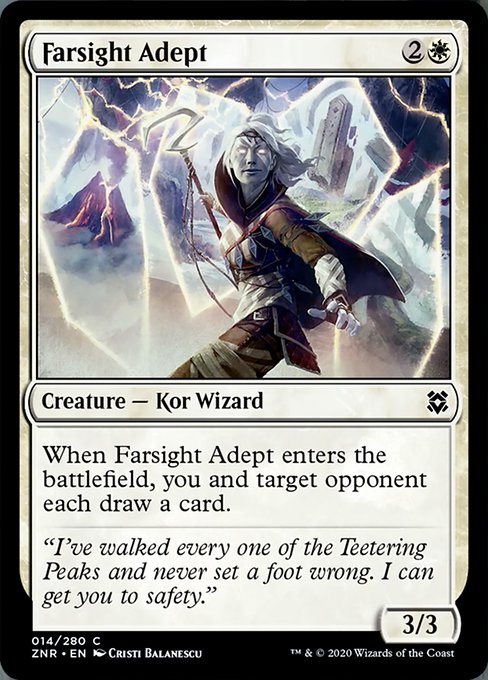 Farsight Adept 2
Creature — Kor Wizard
When Farsight Adept enters the
battlefield, you and target opponent
each draw a card.
“I’ve walked every one of the Teetering
Peaks and never set a foot wrong. I can
get you to safety.”
3/3
014/280 C
ZNR • EN Cristi Balanescu
™ & © 2020 Wizards of the Coast